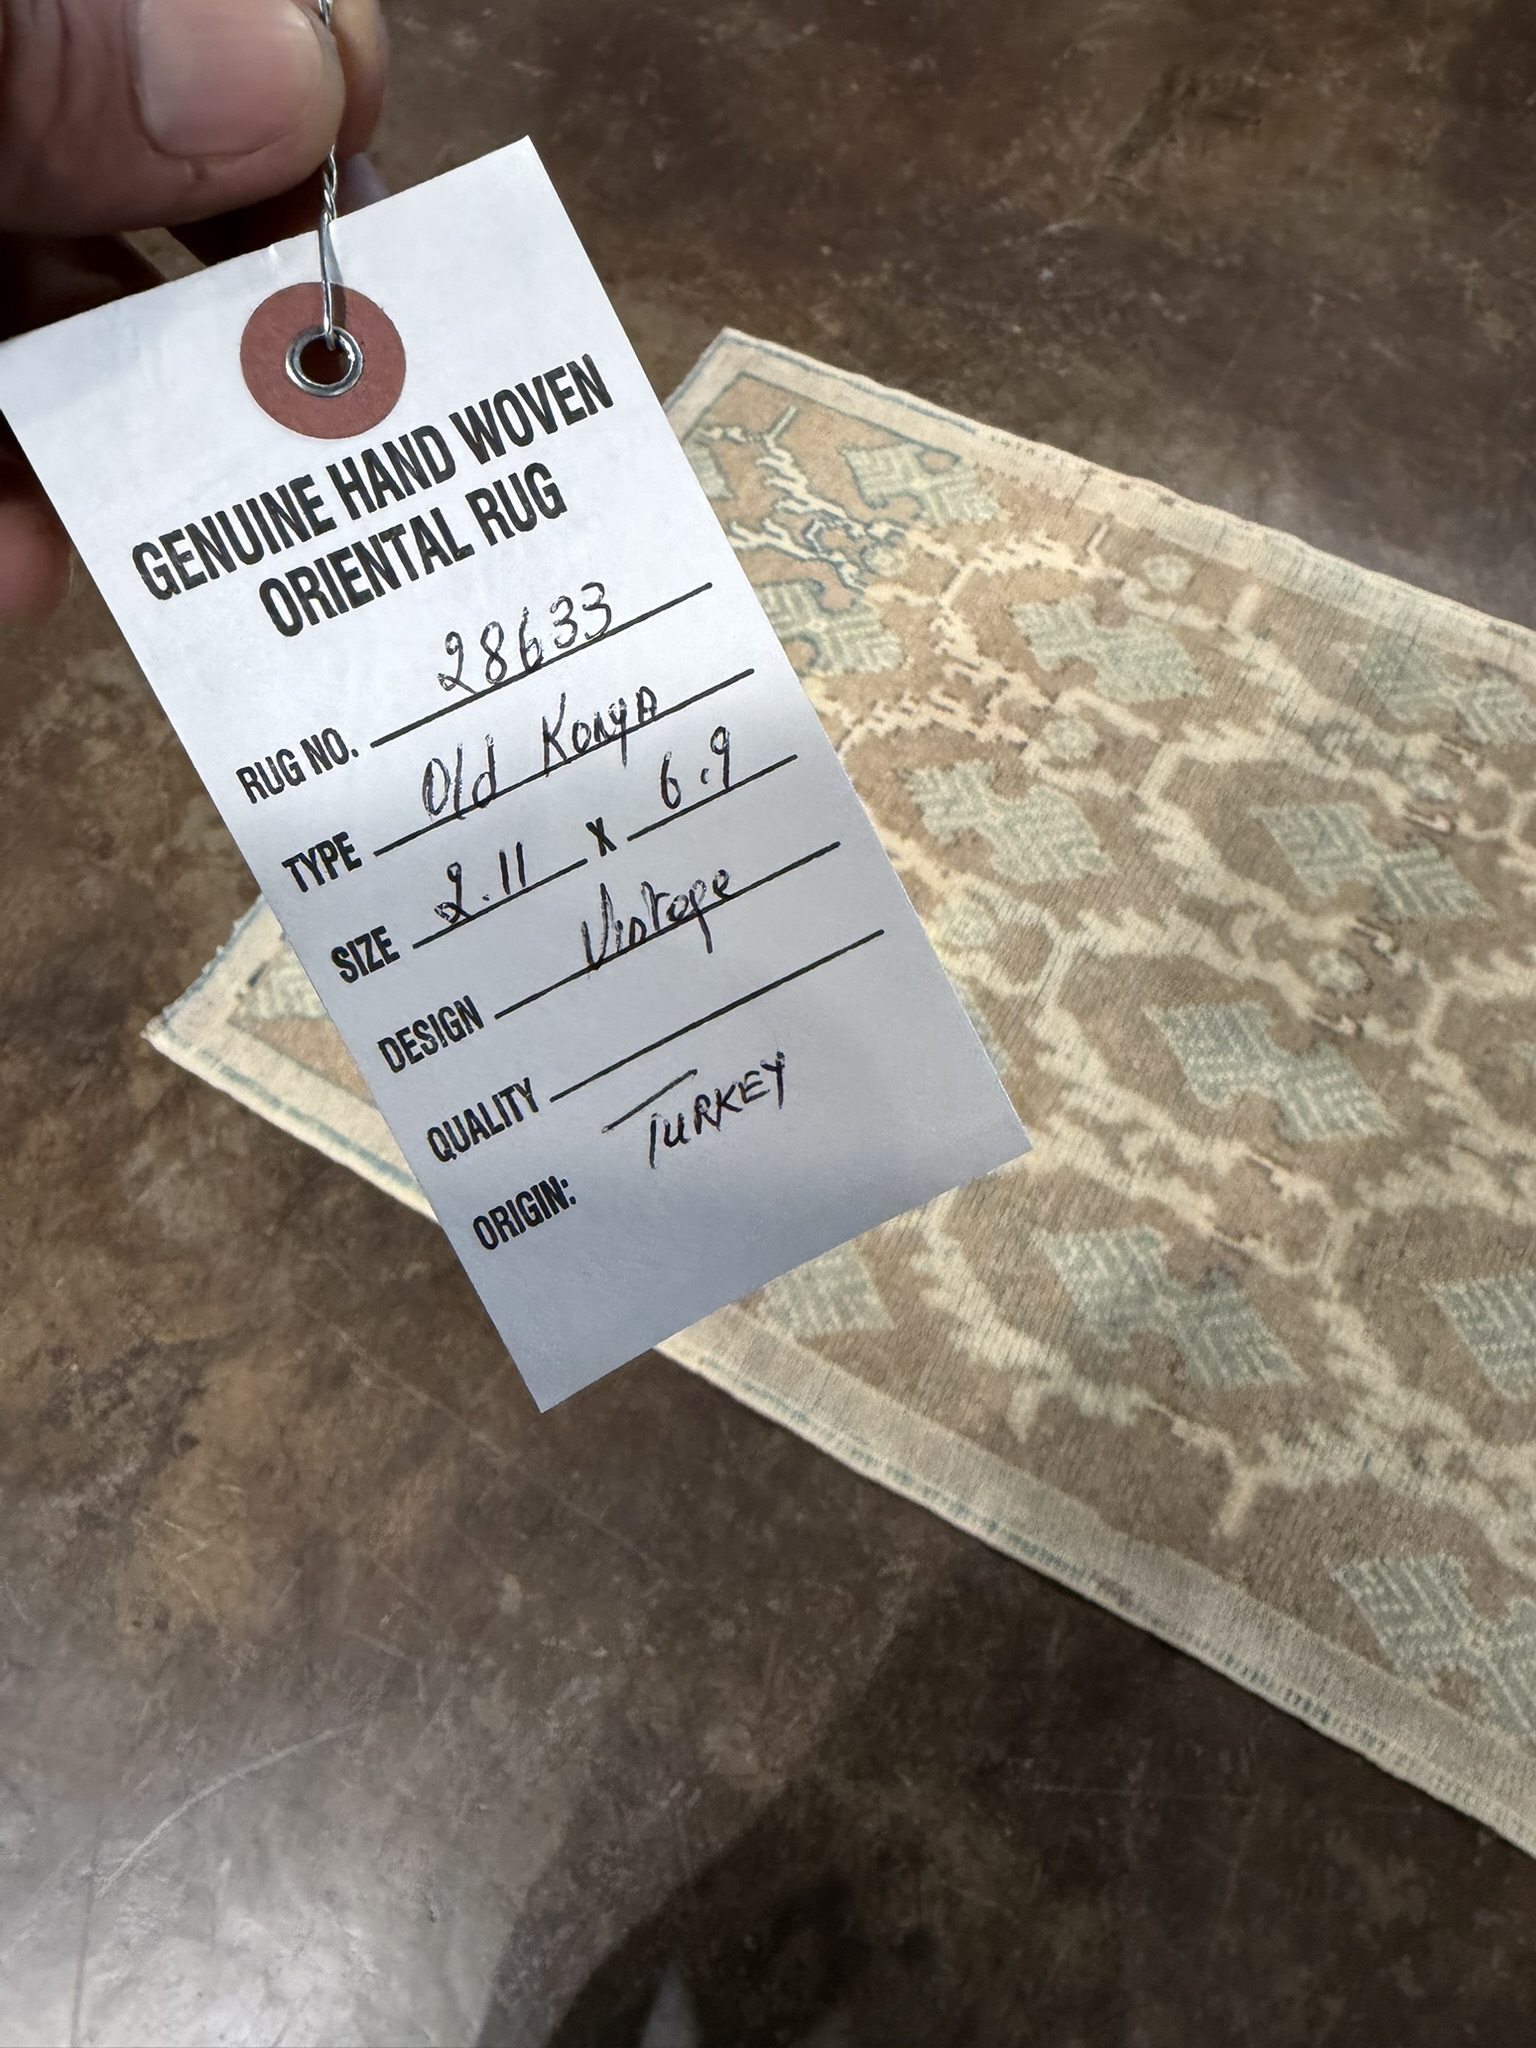 GENUINE HAND WOVEN
ORIENTAL RUG
RUG NO. 28633
TYPE Old Konya
SIZE 2.11 X 6.9
DESIGN Vintage
QUALITY
ORIGIN: TURKEY